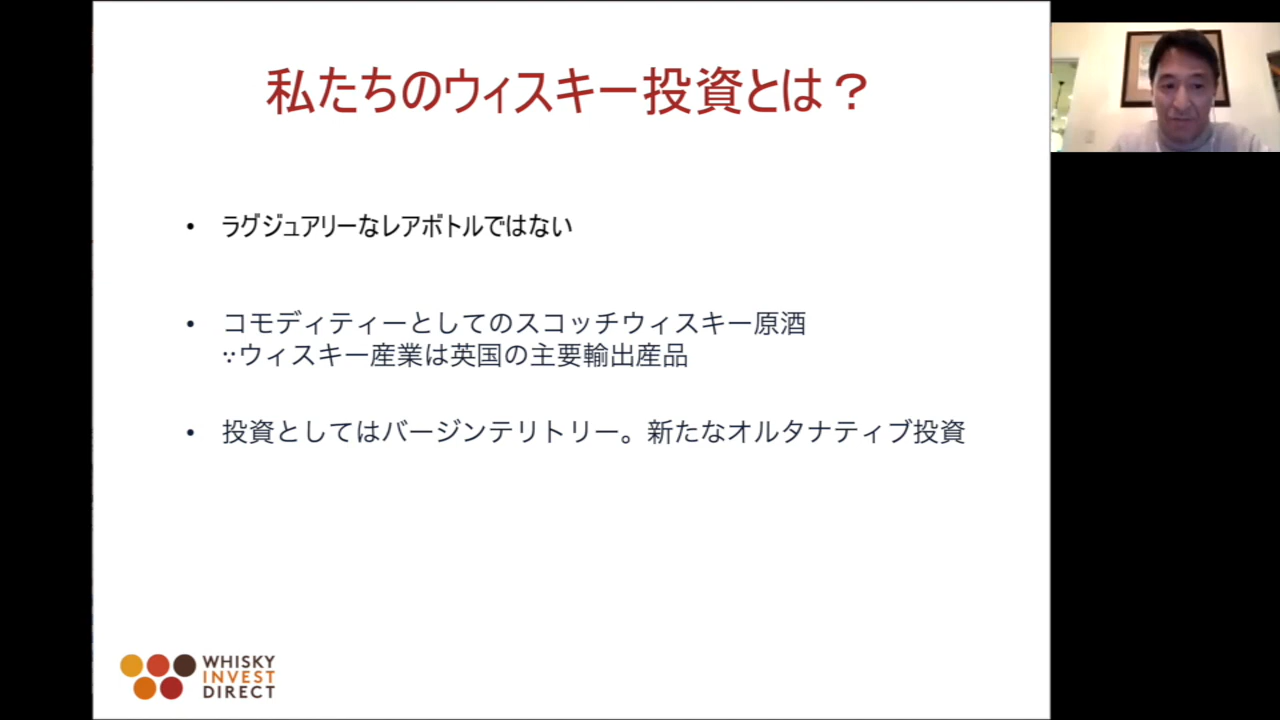 私たちのウィスキー投資とは？
• ラグジュアリーなレアボトルではない
• コモディティーとしてのスコッチウィスキー原酒
∵ウィスキー産業は英国の主要輸出産品
• 投資としてはバージンテリトリー。新たなオルタナティブ投資
WHISKY
INVEST
DIRECT